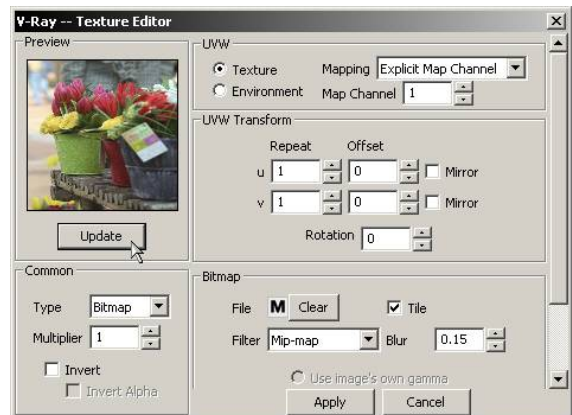 V-Ray -- Texture Editor
Preview
Update
UVW
Texture
Mapping Explicit Map Channel
Environment
Map Channel 1
UVW Transform
Repeat Offset
u 1 0 Mirror
v 1 0 Mirror
Rotation 0
Common
Type Bitmap
Multiplier 1
Invert
Invert Alpha
Bitmap
File M Clear Tile
Filter Mip-map Blur 0.15
Use image's own gamma
Apply Cancel